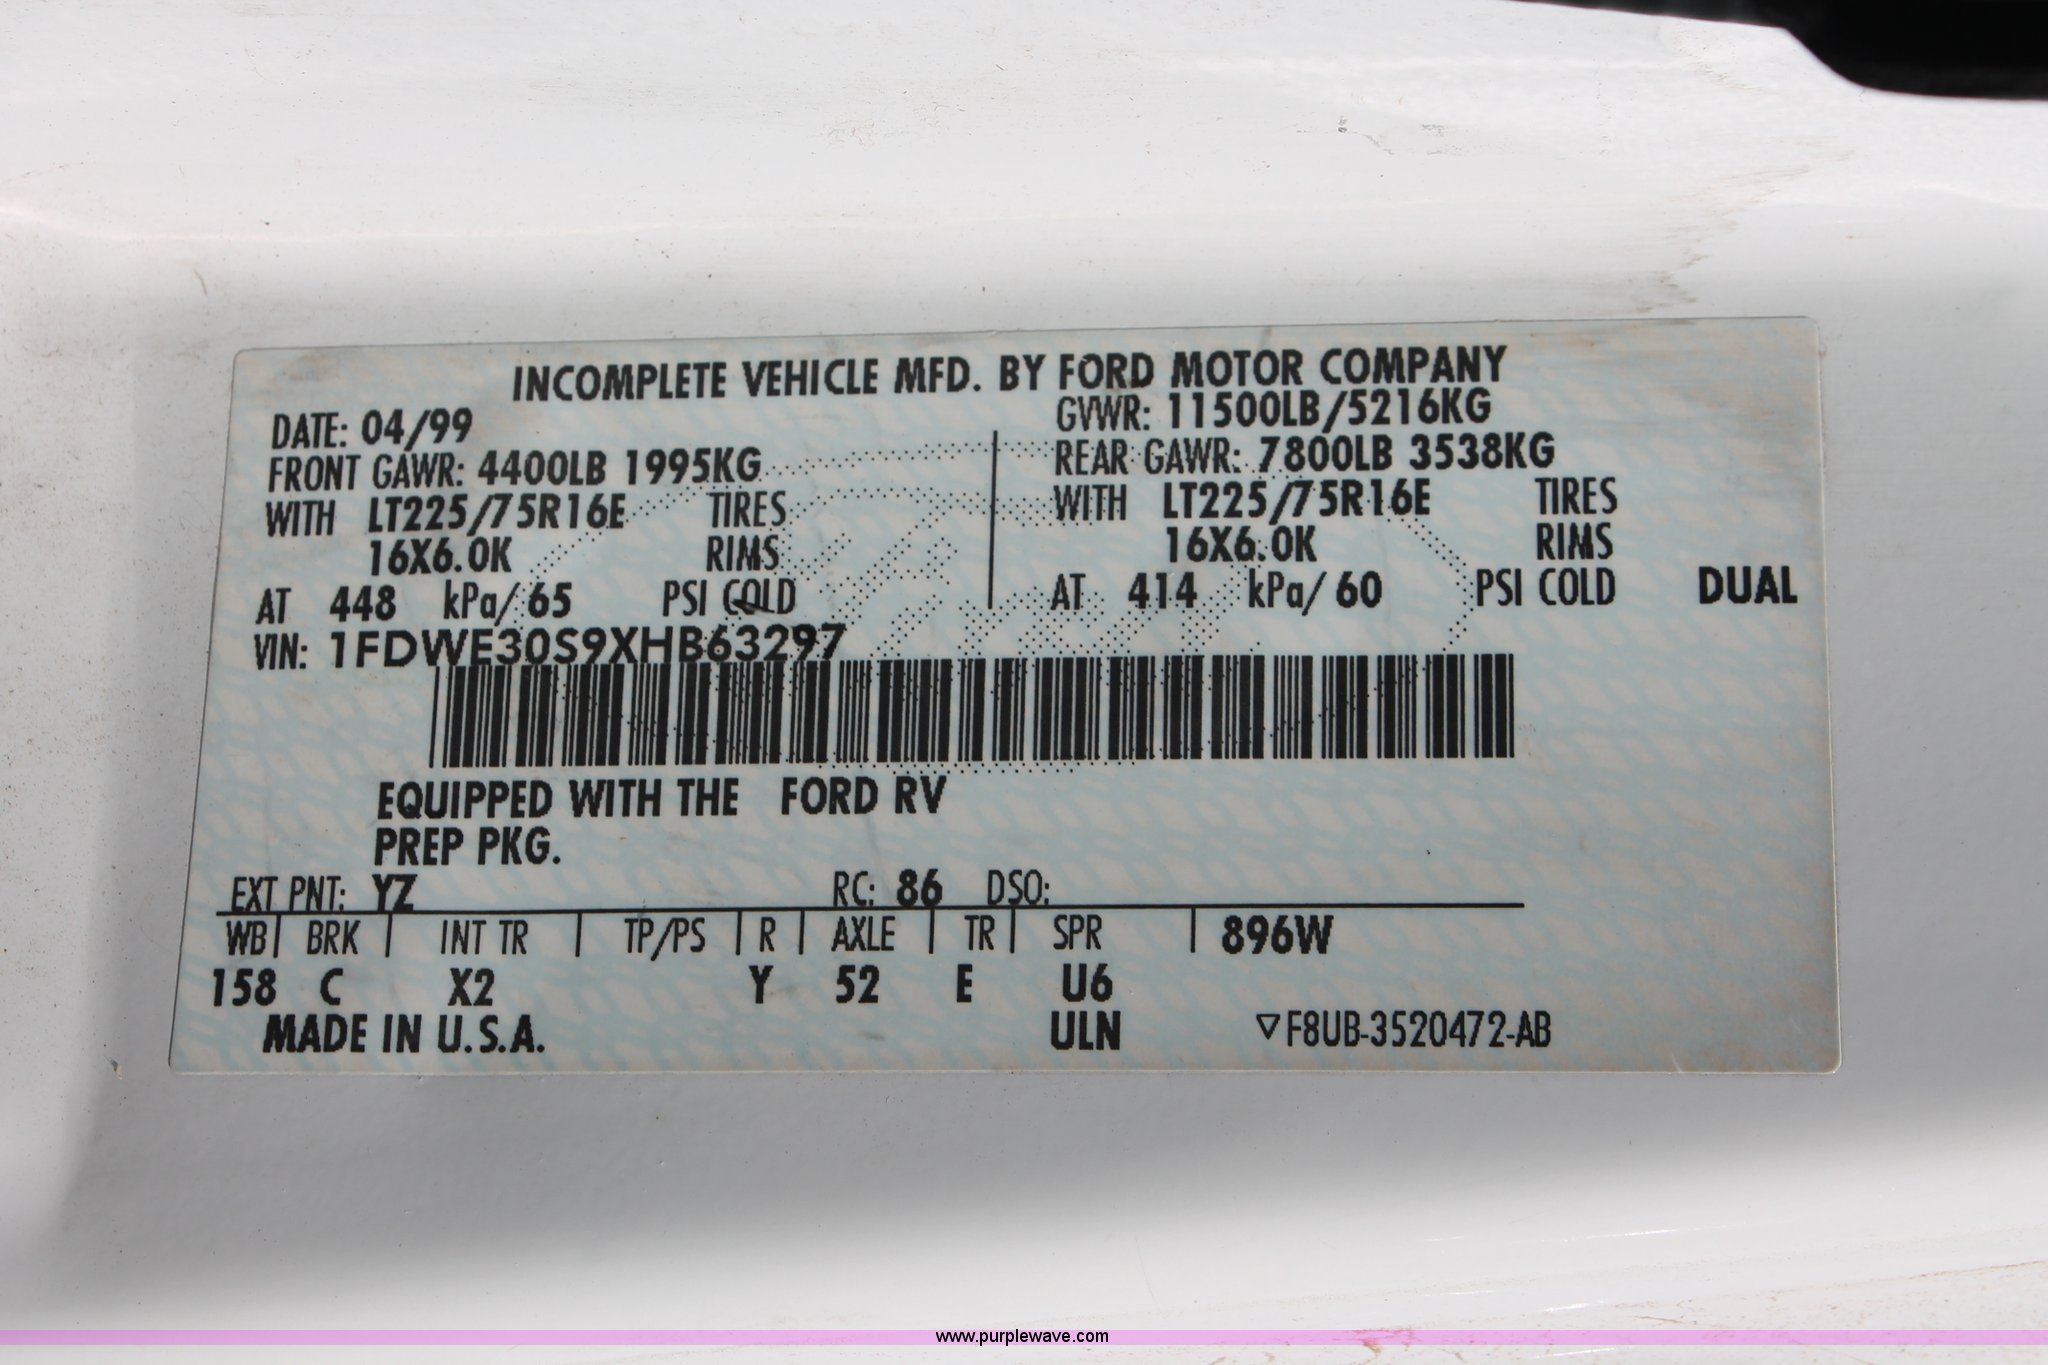 INCOMPLETE VEHICLE MFD. BY FORD MOTOR COMPANY
DATE: 04/99 GVWR: 11500LB/5216KG
FRONT GAWR: 4400LB 1995KG REAR GAWR: 7800LB 3538KG
WITH LT225/75R16E TIRES WITH LT225/75R16E TIRES
16X6.0K RIMS 16X6.0K RIMS
AT 448 kPa/ 65 PSI COLD AT 414 kPa/ 60 PSI COLD DUAL
VIN: 1FDWE30S9XHB63297
EQUIPPED WITH THE FORD RV
PREP PKG.
EXT PNT: YZ RC: 86 DSO:
WB BRK INT TR TP/PS R AXLE TR SPR 896W
158 C X2 Y 52 E U6
MADE IN U.S.A. ULN ▽F8UB-3520472-AB
www.purplewave.com